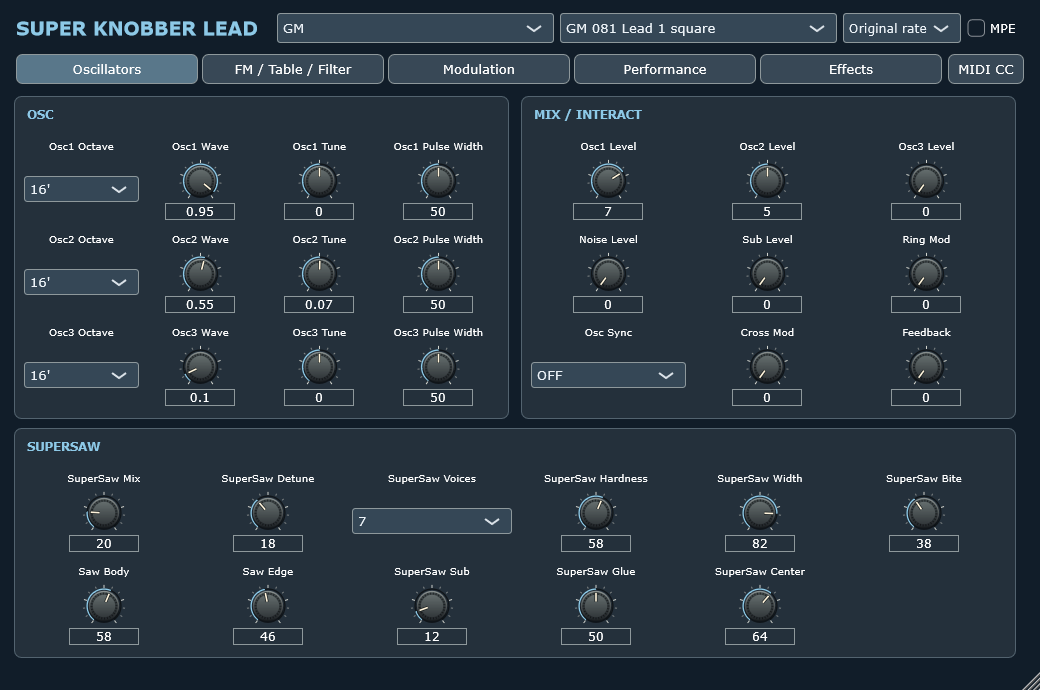 SUPER KNOBBER LEAD GM GM 081 Lead 1 square Original rate MPE
Oscillators FM / Table / Filter Modulation Performance Effects MIDI CC
OSC
Osc1 Octave Osc1 Wave Osc1 Tune Osc1 Pulse Width
16'
0.95 0 50
Osc2 Octave Osc2 Wave Osc2 Tune Osc2 Pulse Width
16'
0.55 0.07 50
Osc3 Octave Osc3 Wave Osc3 Tune Osc3 Pulse Width
16'
0.1 0 50
MIX / INTERACT
Osc1 Level Osc2 Level Osc3 Level
7 5 0
Noise Level Sub Level Ring Mod
0 0 0
Osc Sync Cross Mod Feedback
OFF
0 0
SUPERSAW
SuperSaw Mix SuperSaw Detune SuperSaw Voices SuperSaw Hardness SuperSaw Width SuperSaw Bite
7
20 18 58 82 38
Saw Body Saw Edge SuperSaw Sub SuperSaw Glue SuperSaw Center
58 46 12 50 64